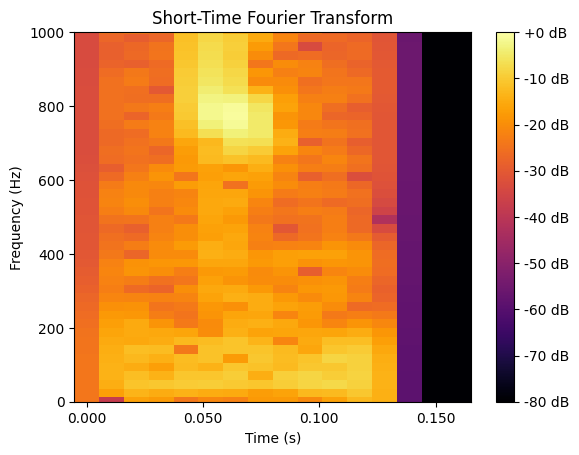 Short-Time Fourier Transform
Frequency (Hz)
1000
800
600
400
200
0
0.000
0.050
0.100
0.150
Time (s)
+0 dB
-10 dB
-20 dB
-30 dB
-40 dB
-50 dB
-60 dB
-70 dB
-80 dB